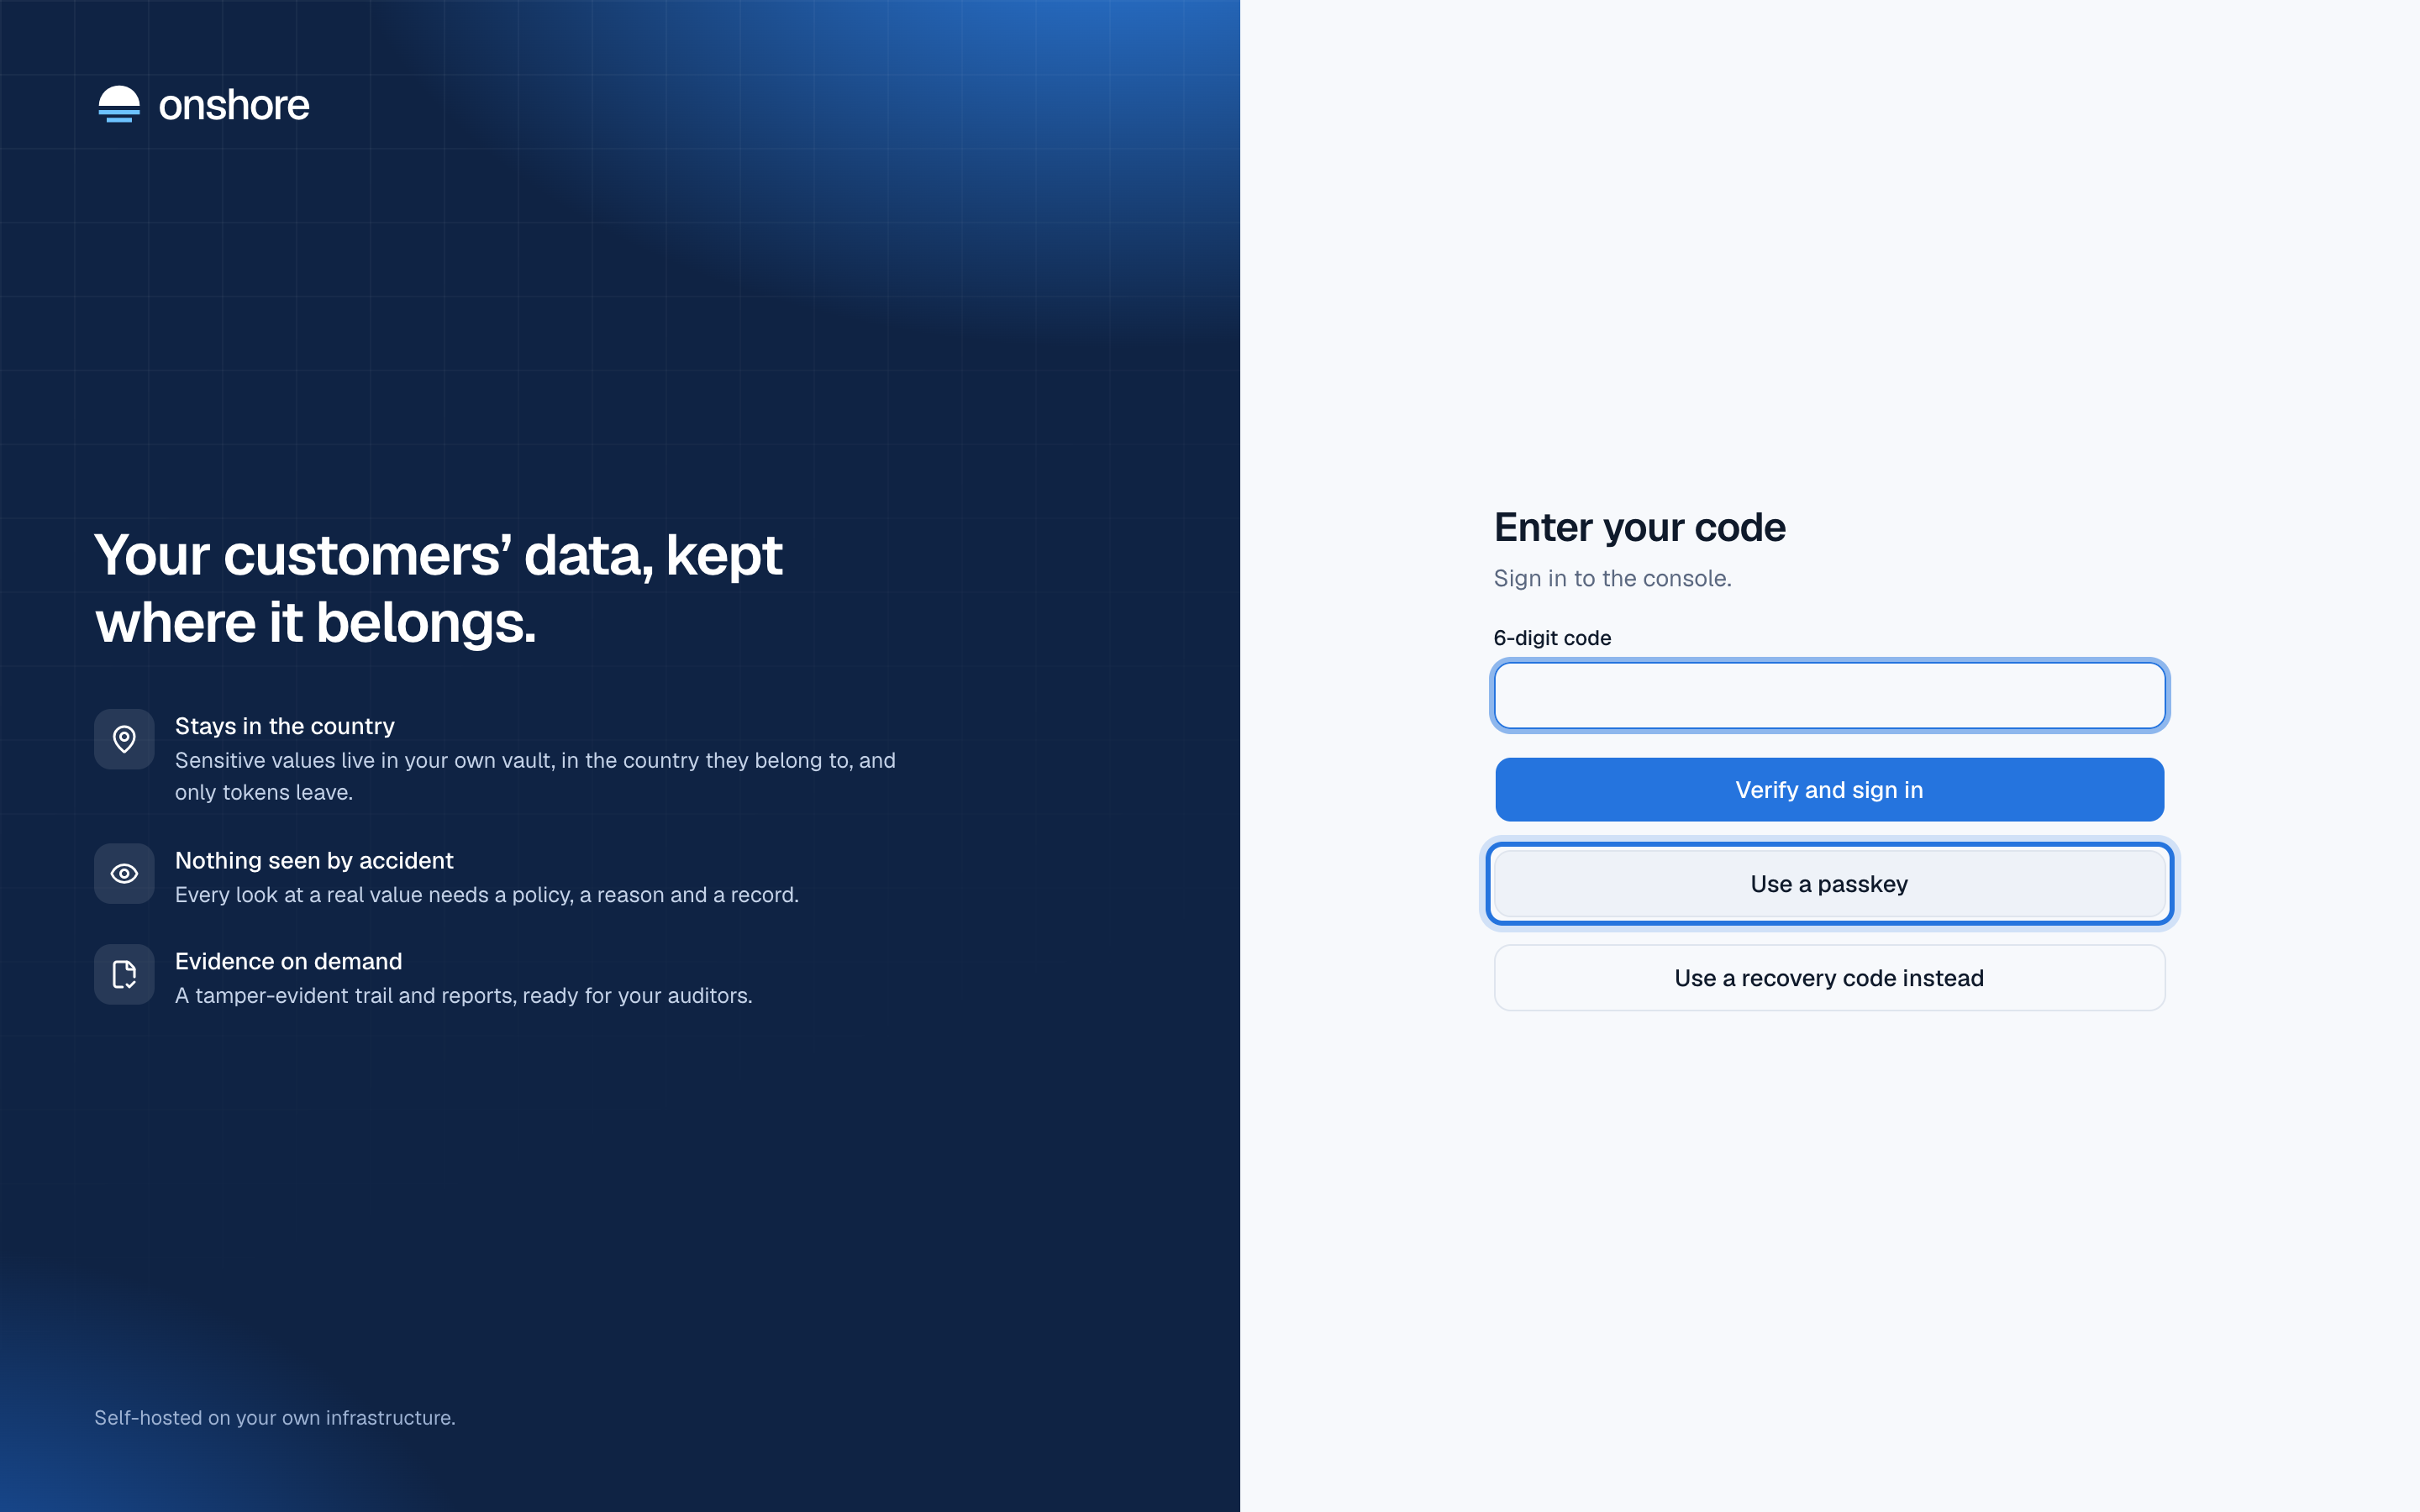 onshore
Your customers’ data, kept
where it belongs.
Stays in the country
Sensitive values live in your own vault, in the country they belong to, and
only tokens leave.
Nothing seen by accident
Every look at a real value needs a policy, a reason and a record.
Evidence on demand
A tamper-evident trail and reports, ready for your auditors.
Self-hosted on your own infrastructure.
Enter your code
Sign in to the console.
6-digit code
Verify and sign in
Use a passkey
Use a recovery code instead